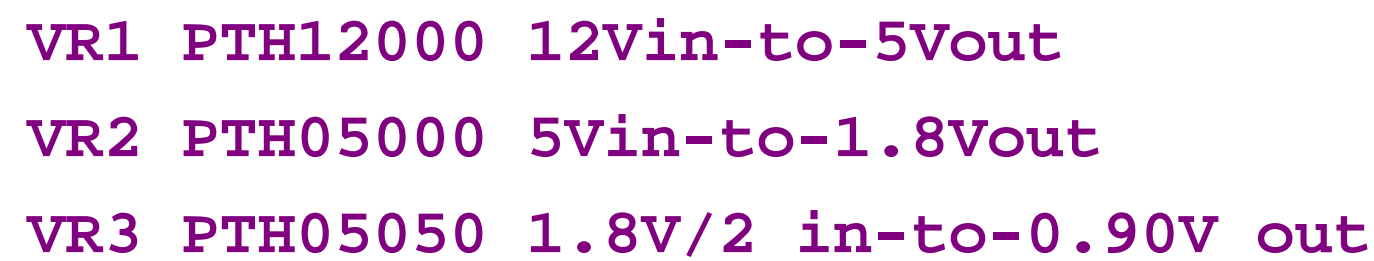 VR1 PTH12000 12Vin-to-5Vout
VR2 PTH05000 5Vin-to-1.8Vout
VR3 PTH05050 1.8V/2 in-to-0.90V out